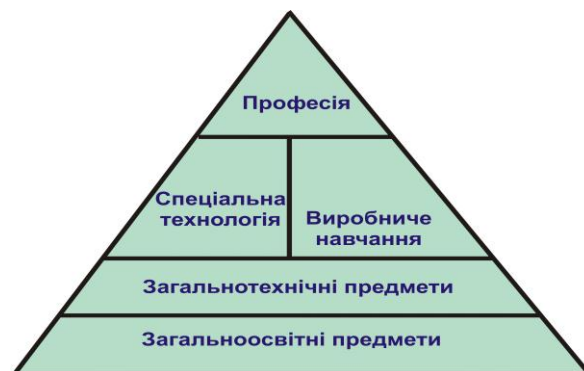 Професія
Спеціальна
технологія
Виробниче
навчання
Загальнотехнічні предмети
Загальноосвітні предмети